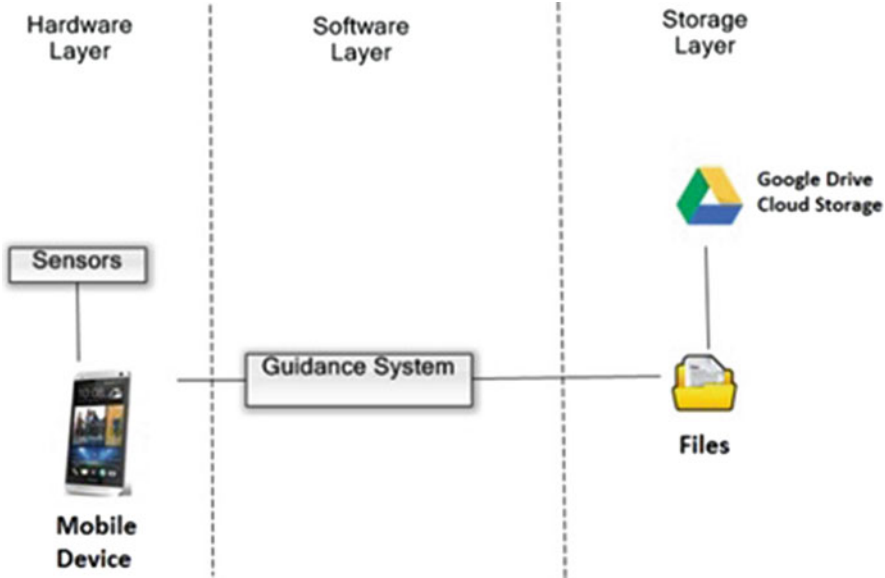 Hardware
Layer
Software
Layer
Storage
Layer
Google Drive
Cloud Storage
Sensors
Guidance System
Files
Mobile
Device